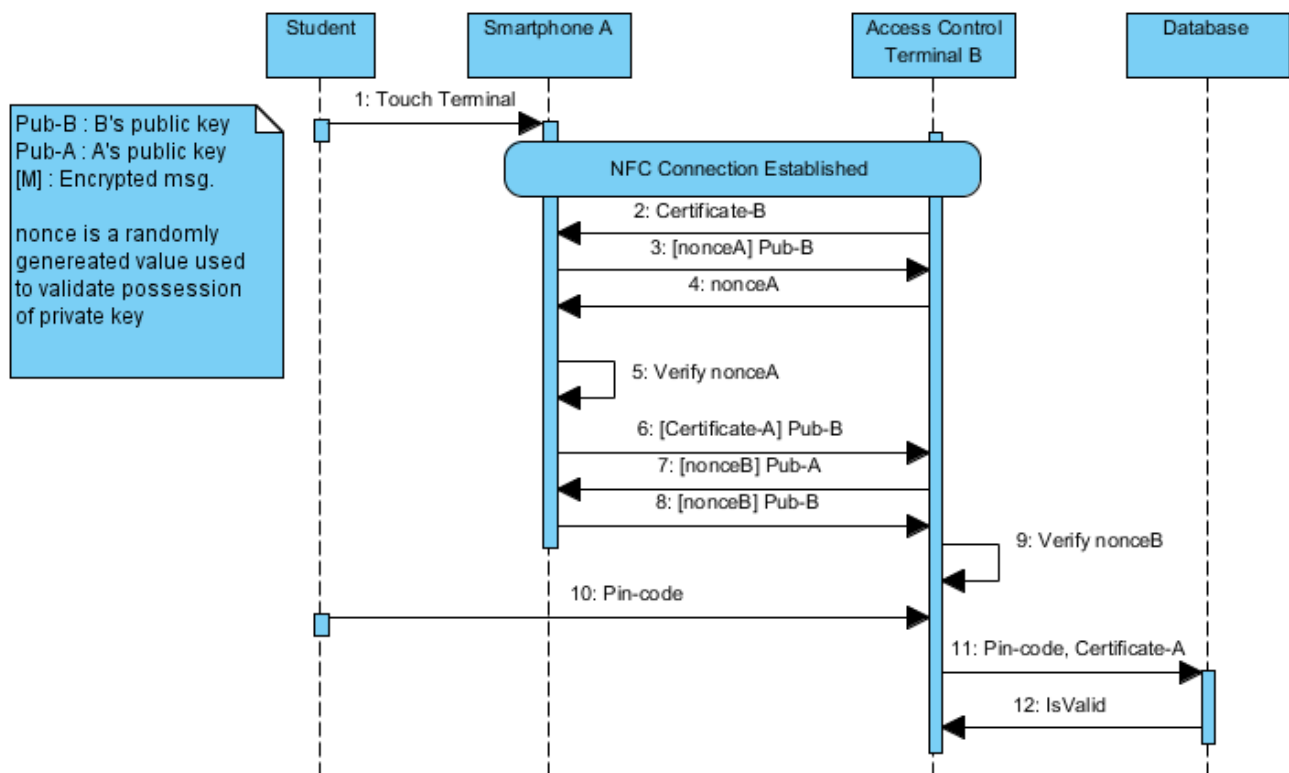 Student
Smartphone A
Access Control
Terminal B
Database
1: Touch Terminal
Pub-B : B's public key
Pub-A : A's public key
[M] : Encrypted msg.
nonce is a randomly
genereated value used
to validate possession
of private key
NFC Connection Established
2: Certificate-B
3: [nonceA] Pub-B
4: nonceA
5: Verify nonceA
6: [Certificate-A] Pub-B
7: [nonceB] Pub-A
8: [nonceB] Pub-B
9: Verify nonceB
10: Pin-code
11: Pin-code, Certificate-A
12: IsValid